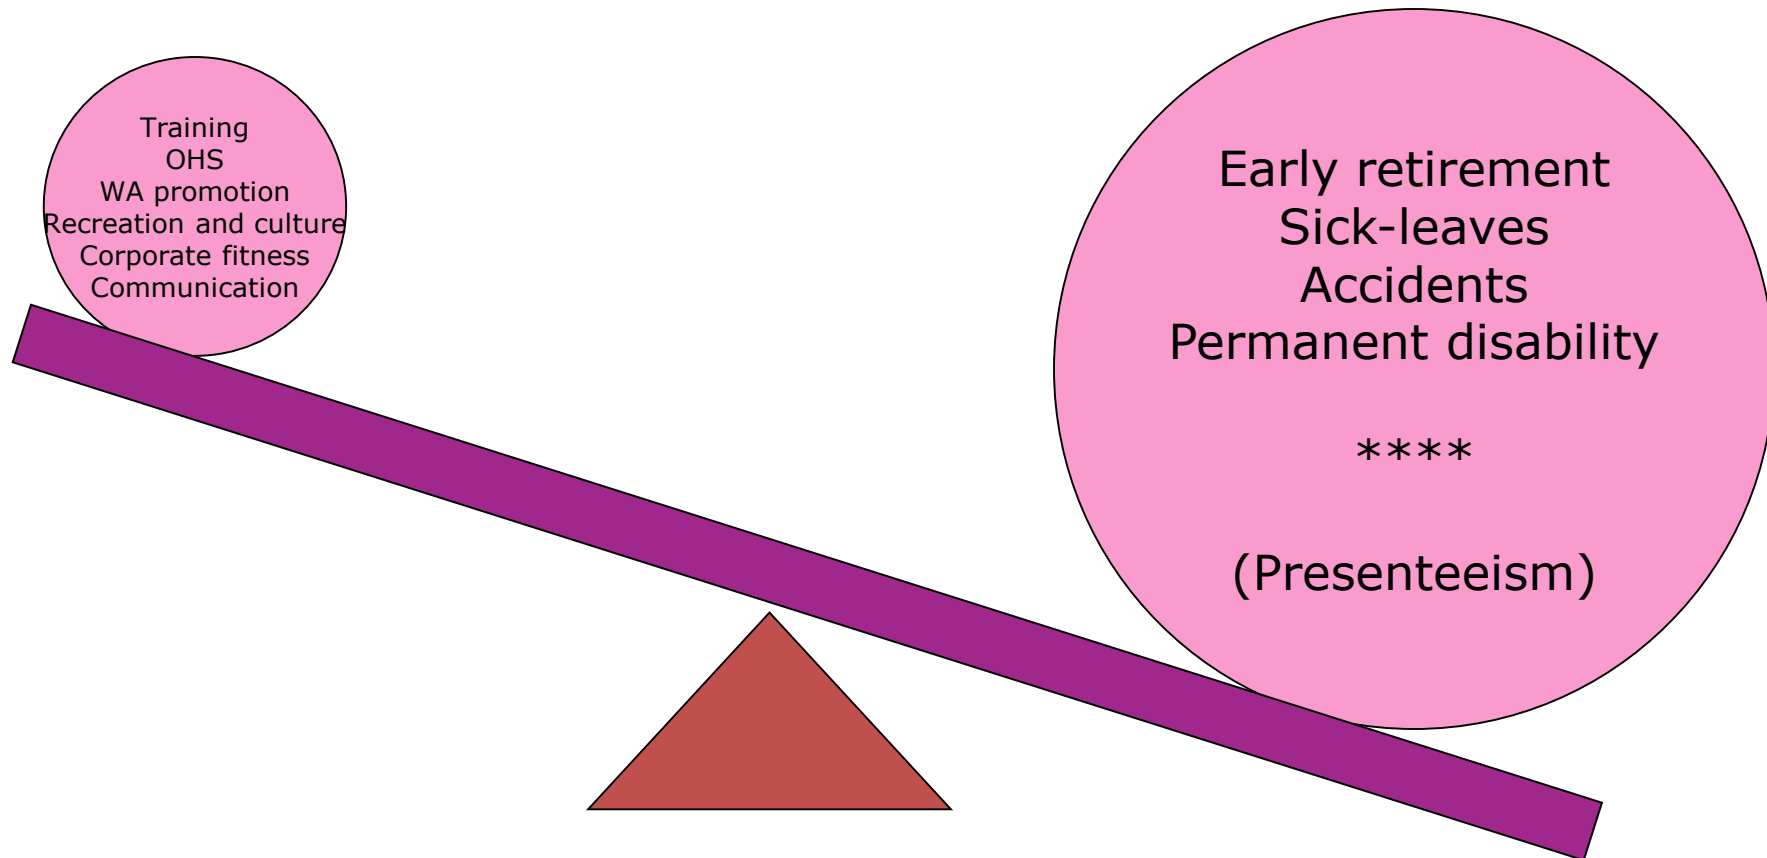 Training
OHS
WA promotion
Recreation and culture
Corporate fitness
Communication
Early retirement
Sick-leaves
Accidents
Permanent disability
****
(Presenteeism)